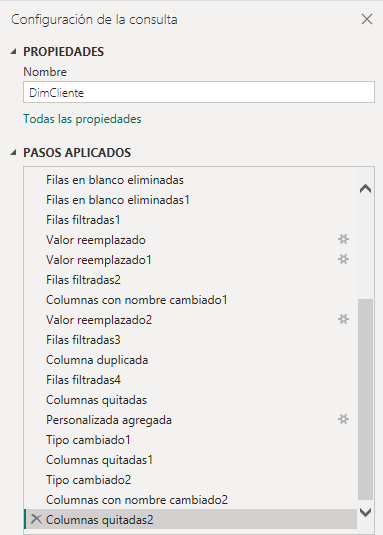 Configuración de la consulta
PROPIEDADES
Nombre
DimCliente
Todas las propiedades
PASOS APLICADOS
Filas en blanco eliminadas
Filas en blanco eliminadas1
Filas filtradas1
Valor reemplazado
Valor reemplazado1
Filas filtradas2
Columnas con nombre cambiado1
Valor reemplazado2
Filas filtradas3
Columna duplicada
Filas filtradas4
Columnas quitadas
Personalizada agregada
Tipo cambiado1
Columnas quitadas1
Tipo cambiado2
Columnas con nombre cambiado2
Columnas quitadas2